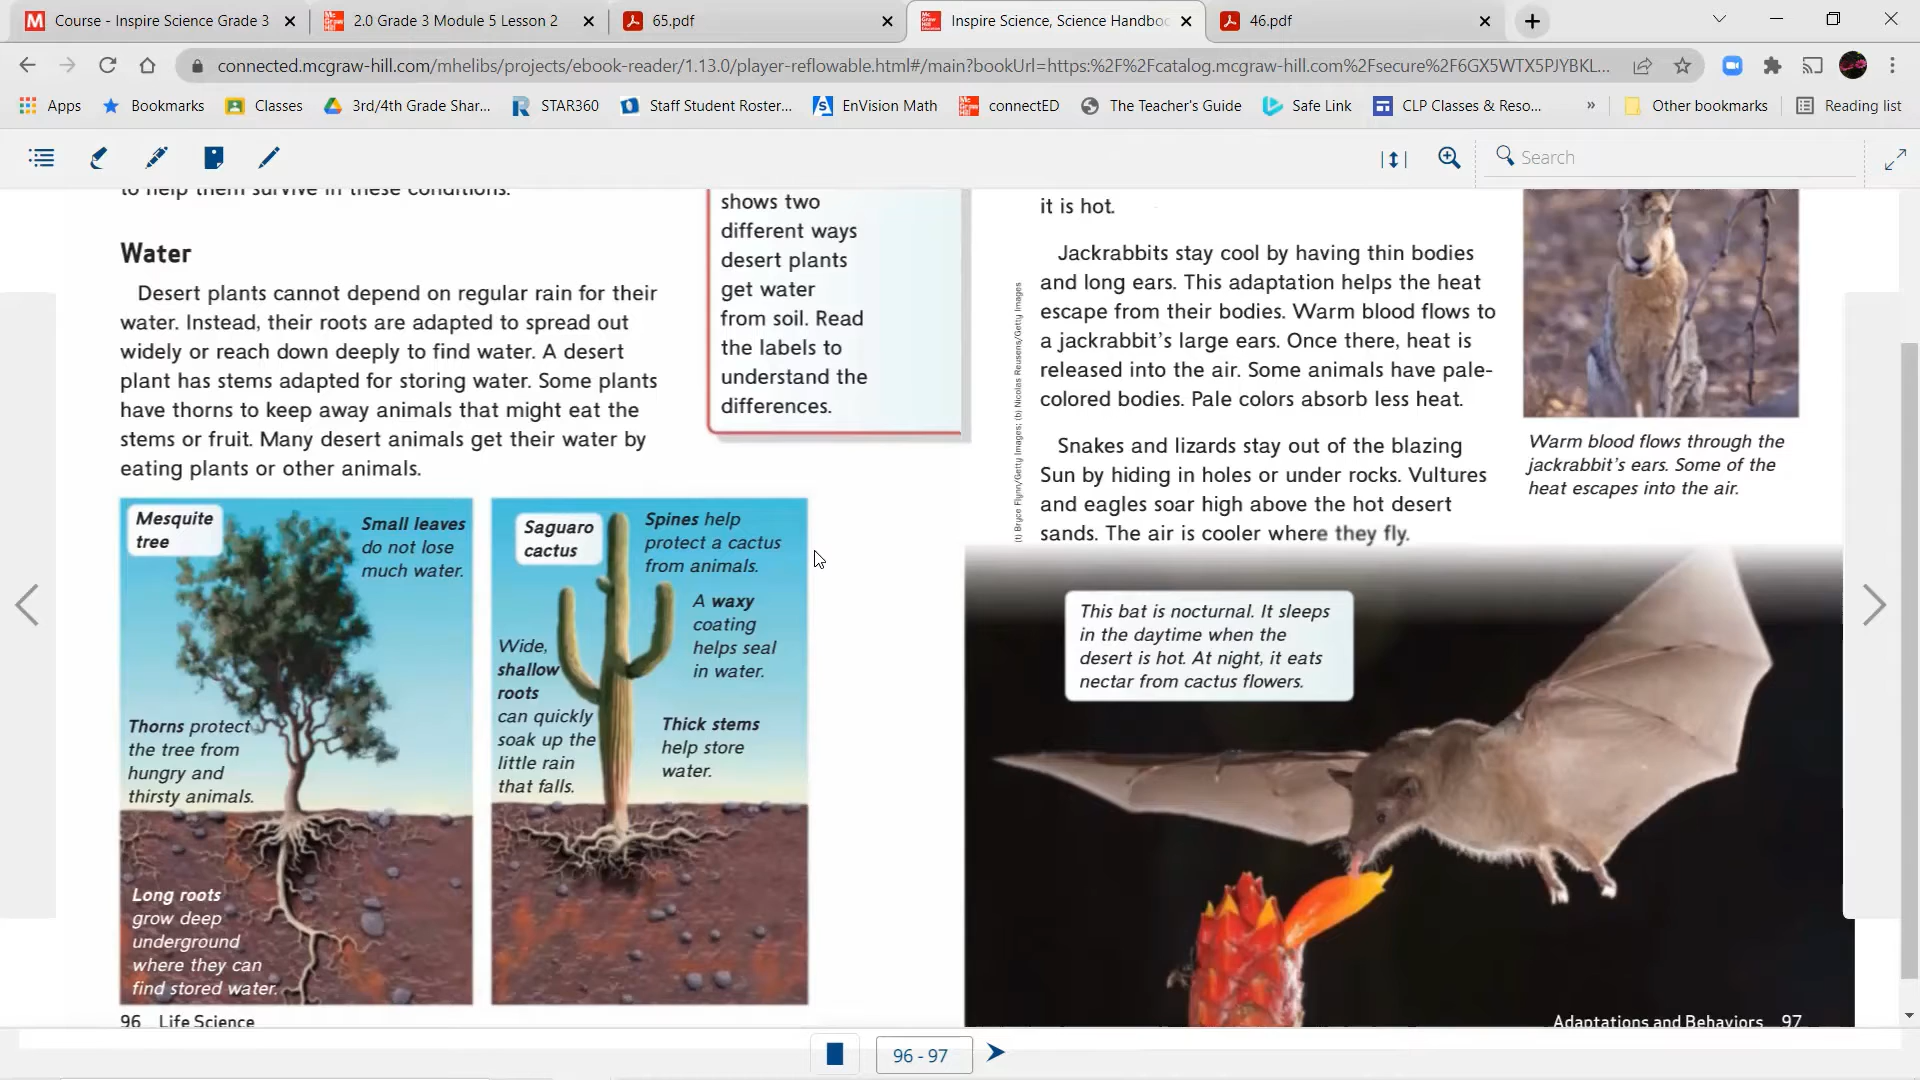 Course - Inspire Science Grade 3
2.0 Grade 3 Module 5 Lesson 2
65.pdf
Inspire Science, Science Handboo
46.pdf
connected.mcgraw-hill.com/mhelibs/projects/ebook-reader/1.13.0/player-reflowable.html#/main?bookUrl=https:%2F%2Fcatalog.mcgraw-hill.com%2Fsecure%2F6GX5WTX5PJYBKL...
Apps
Bookmarks
Classes
3rd/4th Grade Shar...
STAR360
Staff Student Roster...
EnVision Math
connectED
The Teacher's Guide
Safe Link
CLP Classes & Reso...
»
Other bookmarks
Reading list
Search
to help them survive in these conditions.
Water
Desert plants cannot depend on regular rain for their
water. Instead, their roots are adapted to spread out
widely or reach down deeply to find water. A desert
plant has stems adapted for storing water. Some plants
have thorns to keep away animals that might eat the
stems or fruit. Many desert animals get their water by
eating plants or other animals.
shows two
different ways
desert plants
get water
from soil. Read
the labels to
understand the
differences.
Mesquite
tree
Small leaves
do not lose
much water.
Thorns protect
the tree from
hungry and
thirsty animals.
Long roots
grow deep
underground
where they can
find stored water.
Saguaro
cactus
Spines help
protect a cactus
from animals.
A waxy
coating
helps seal
in water.
Wide,
shallow
roots
can quickly
soak up the
little rain
that falls.
Thick stems
help store
water.
96 Life Science
it is hot.
Jackrabbits stay cool by having thin bodies
and long ears. This adaptation helps the heat
escape from their bodies. Warm blood flows to
a jackrabbit's large ears. Once there, heat is
released into the air. Some animals have pale-
colored bodies. Pale colors absorb less heat.
Snakes and lizards stay out of the blazing
Sun by hiding in holes or under rocks. Vultures
and eagles soar high above the hot desert
sands. The air is cooler where they fly.
(t) Bryce Flynn/Getty Images; (b) Nicolas Reusens/Getty Images
Warm blood flows through the
jackrabbit's ears. Some of the
heat escapes into the air.
This bat is nocturnal. It sleeps
in the daytime when the
desert is hot. At night, it eats
nectar from cactus flowers.
Adaptations and Behaviors 97
96 - 97